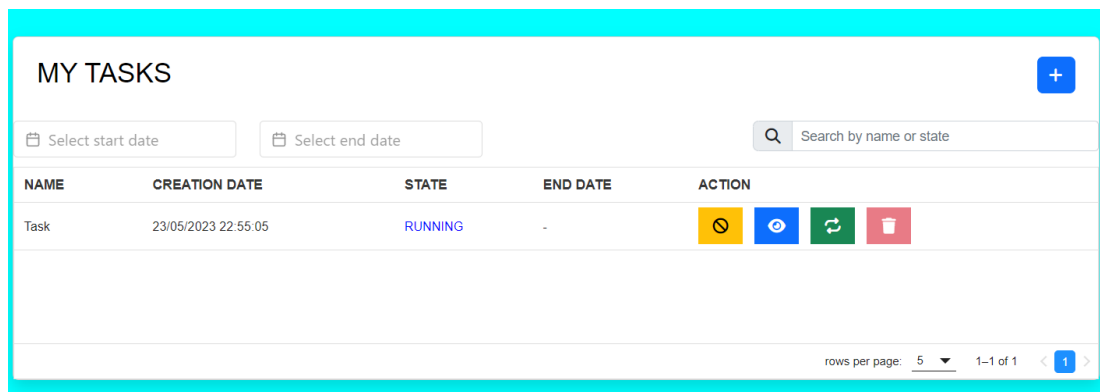 MY TASKS
+
Select start date Select end date Search by name or state
NAME CREATION DATE STATE END DATE ACTION
Task 23/05/2023 22:55:05 RUNNING -
rows per page: 5 1–1 of 1 < 1 >